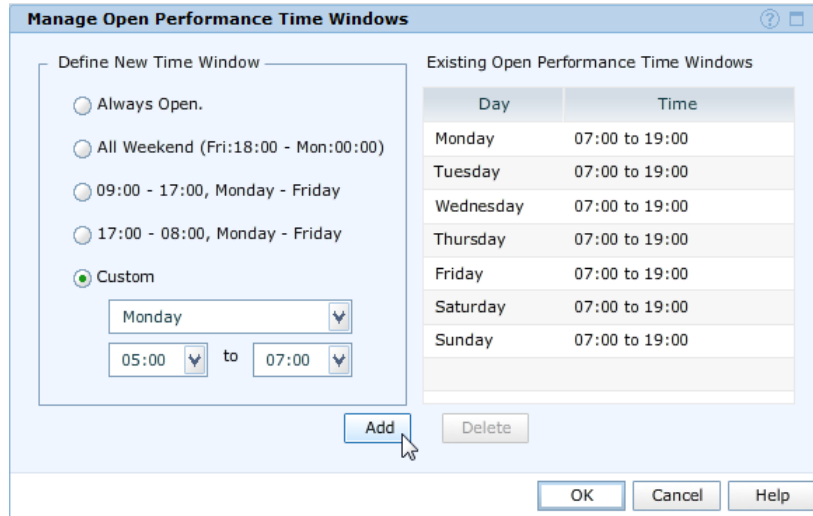 Manage Open Performance Time Windows
Define New Time Window
Always Open.
All Weekend (Fri:18:00 - Mon:00:00)
09:00 - 17:00, Monday - Friday
17:00 - 08:00, Monday - Friday
Custom
Monday
05:00 to 07:00
Existing Open Performance Time Windows
Day Time
Monday 07:00 to 19:00
Tuesday 07:00 to 19:00
Wednesday 07:00 to 19:00
Thursday 07:00 to 19:00
Friday 07:00 to 19:00
Saturday 07:00 to 19:00
Sunday 07:00 to 19:00
Add Delete
OK Cancel Help